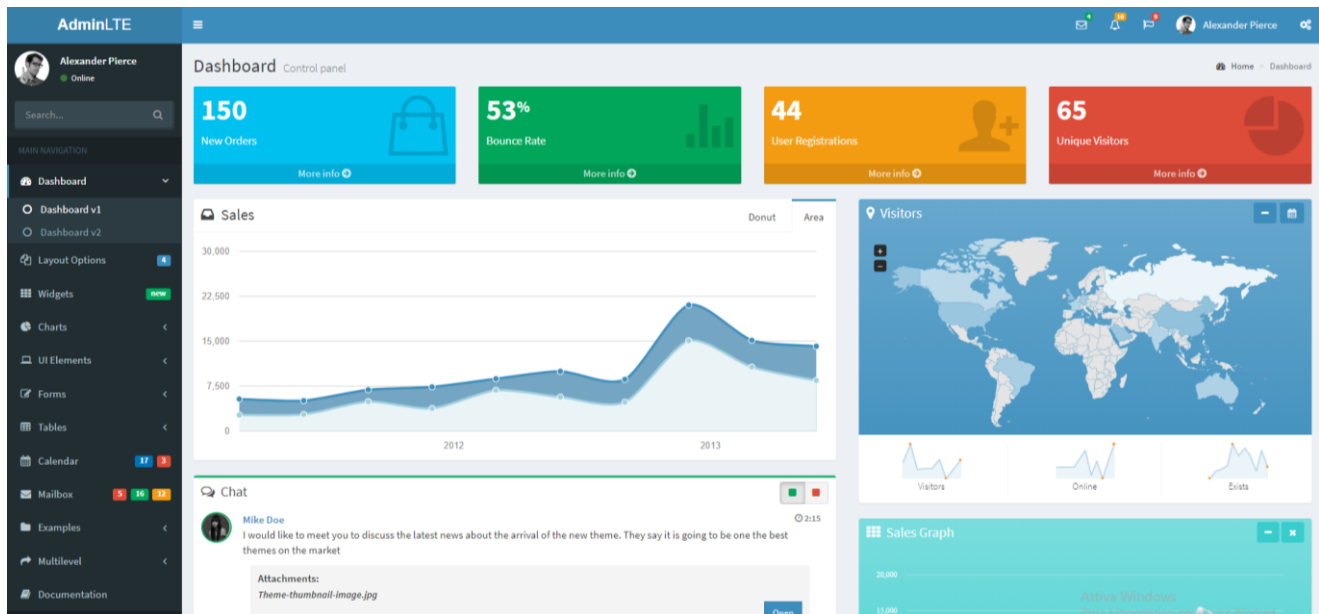 AdminLTE
4
10
9
Alexander Pierce
Alexander Pierce
Online
Search...
MAIN NAVIGATION
Dashboard
Dashboard v1
Dashboard v2
Layout Options 4
Widgets new
Charts
UI Elements
Forms
Tables
Calendar 17 3
Mailbox 5 16 12
Examples
Multilevel
Documentation
Dashboard Control panel
Home > Dashboard
150
New Orders
More info
53%
Bounce Rate
More info
44
User Registrations
More info
65
Unique Visitors
More info
Sales
Donut Area
30,000
22,500
15,000
7,500
0
2012 2013
Visitors
+
−
Visitors Online Exists
Chat
Mike Doe 2:15
I would like to meet you to discuss the latest news about the arrival of the new theme. They say it is going to be one the best
themes on the market
Attachments:
Theme-thumbnail-image.jpg
Open
Sales Graph
20,000
15,000
Attiva Windows